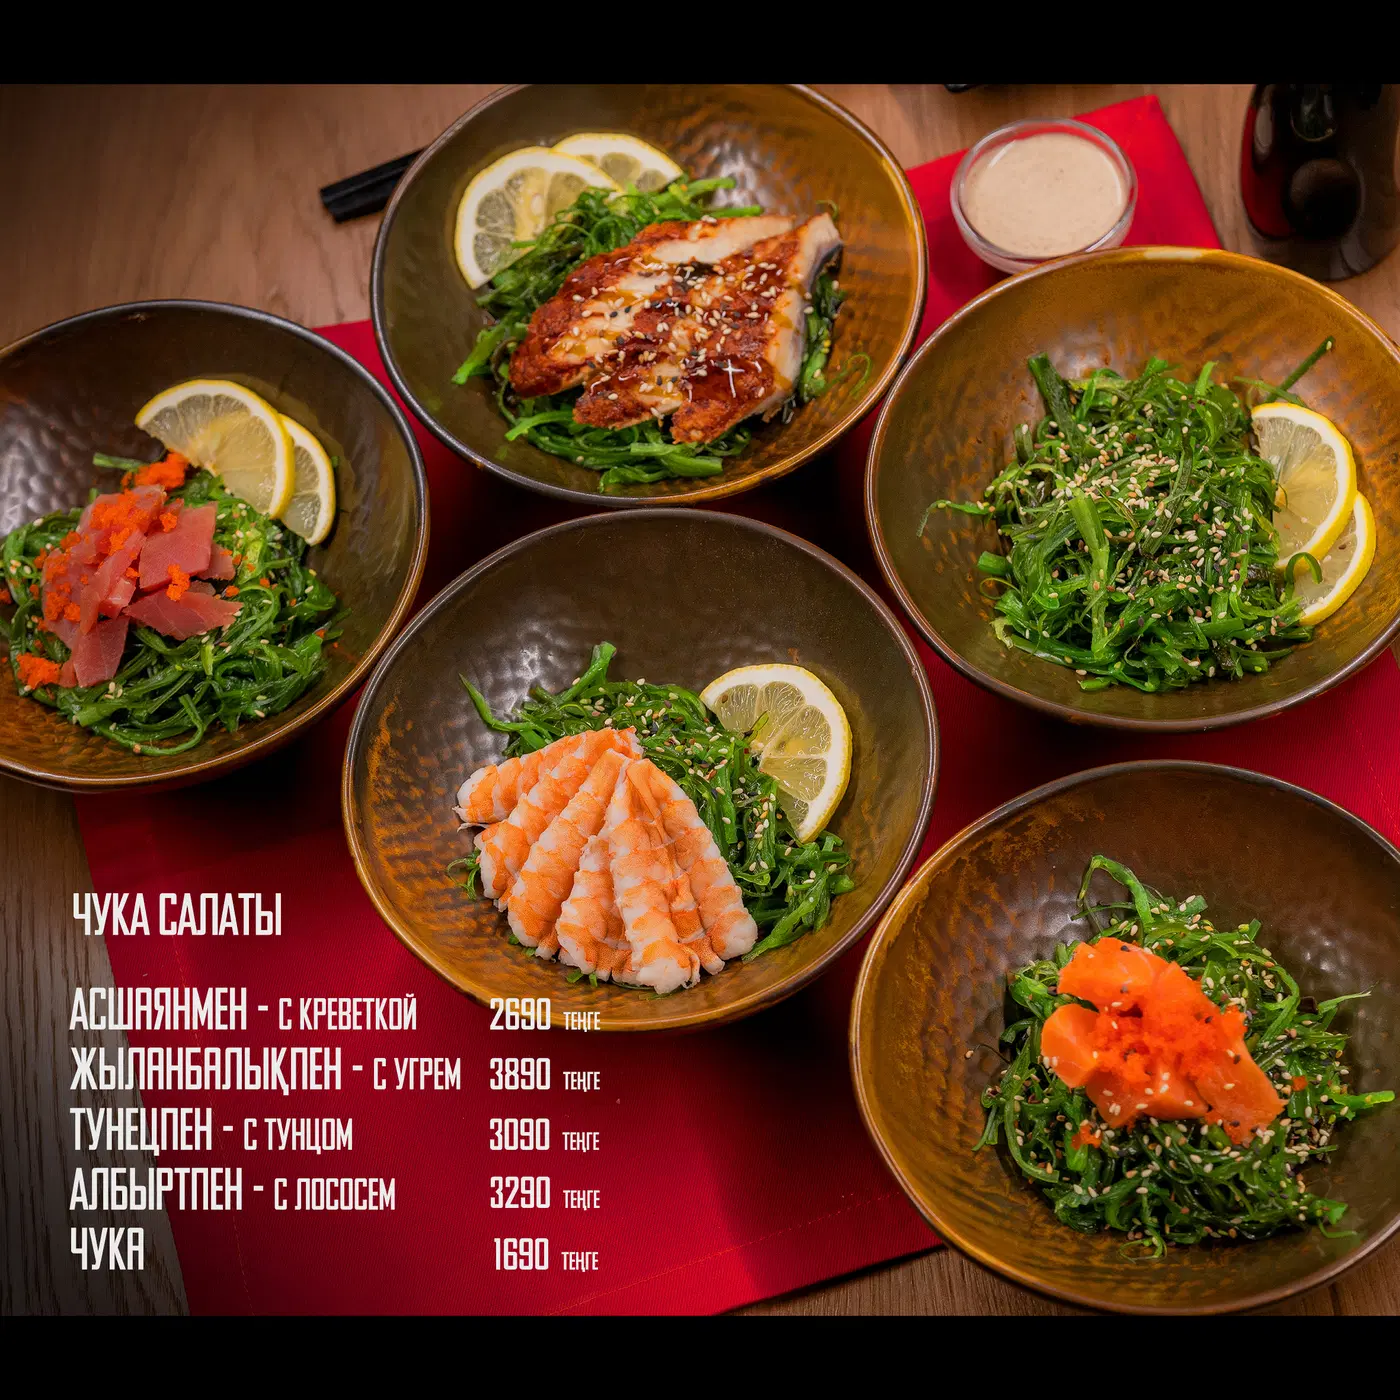 ЧУКА САЛАТЫ
АСШАЯНМЕН - С КРЕВЕТКОЙ 2690 ТЕҢГЕ
ЖЫЛАНБАЛЫҚПЕН - С УГРЕМ 3890 ТЕҢГЕ
ТУНЕЦПЕН - С ТУНЦОМ 3090 ТЕҢГЕ
АЛБЫРТПЕН - С ЛОСОСЕМ 3290 ТЕҢГЕ
ЧУКА 1690 ТЕҢГЕ